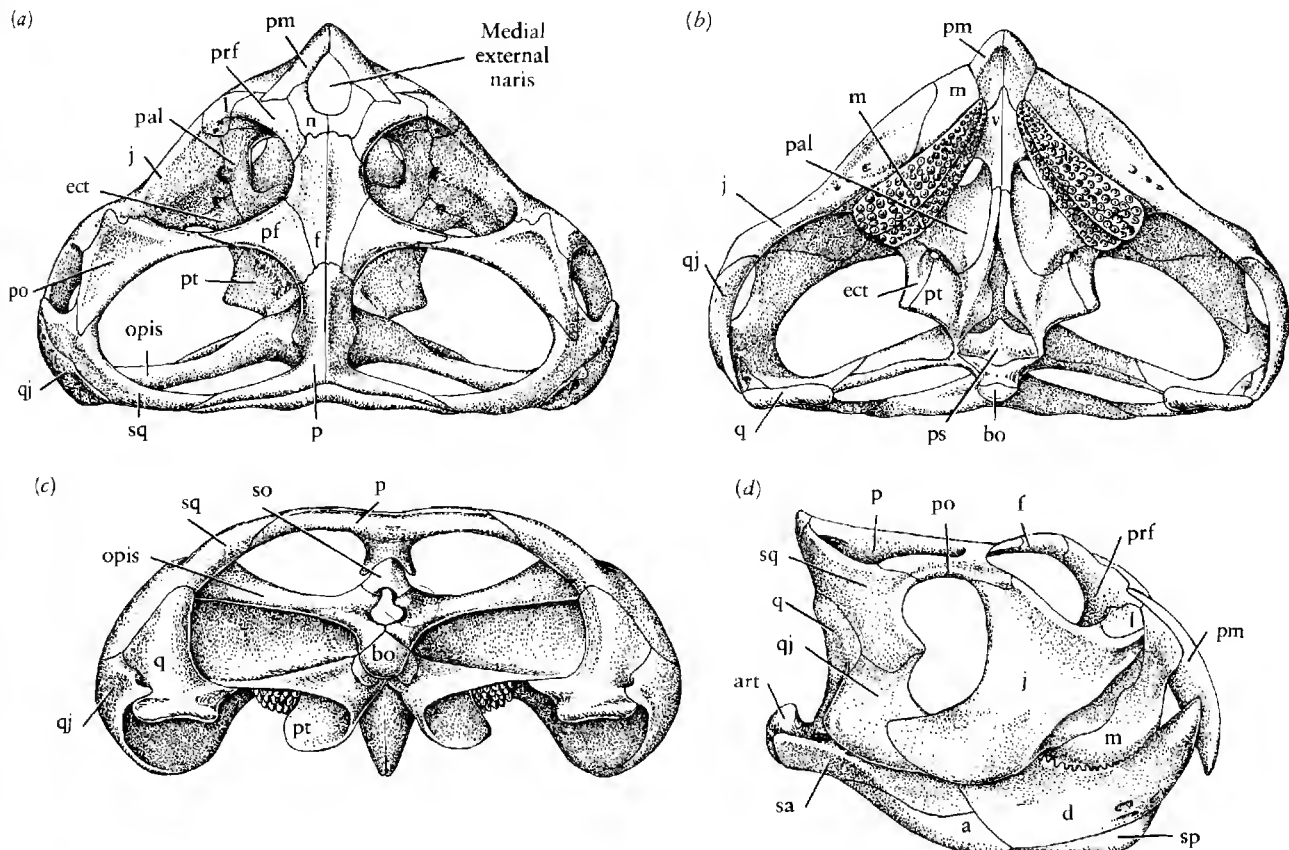 (a)
pm
prf
Medial
external
naris
l
n
pal
j
ect
pf
f
pt
po
opis
qj
sq
p
(b)
pm
m
m
v
pal
j
qj
ect
pt
q
ps
bo
(c)
p
so
sq
opis
bo
q
qj
pt
(d)
p
po
f
sq
prf
q
l
pm
qj
j
art
m
sa
d
a
sp